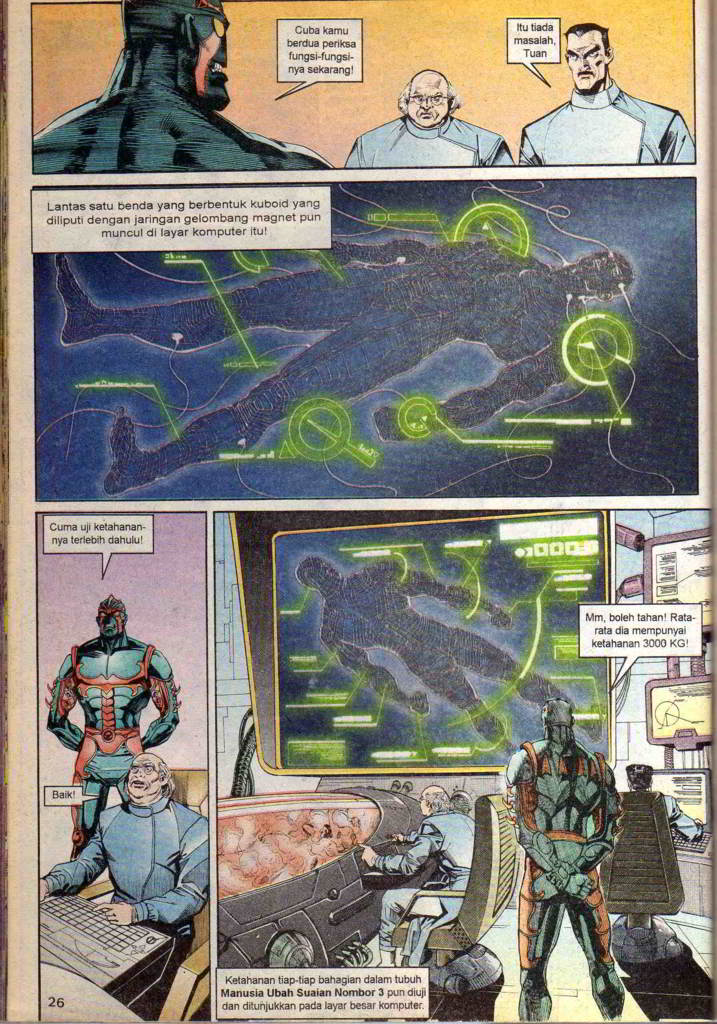 Cuba kamu
berdua periksa
fungsi-fungsi-
nya sekarang!
Itu tiada
masalah,
Tuan
Lantas satu benda yang berbentuk kuboid yang
diliputi dengan jaringan gelombang magnet pun
muncul di layar komputer itu!
Cuma uji ketahanan-
nya terlebih dahulu!
Baik!
Mm, boleh tahan! Rata-
rata dia mempunyai
ketahanan 3000 KG!
Ketahanan tiap-tiap bahagian dalam tubuh
Manusia Ubah Suaian Nombor 3 pun diuji
dan ditunjukkan pada layar besar komputer.
26